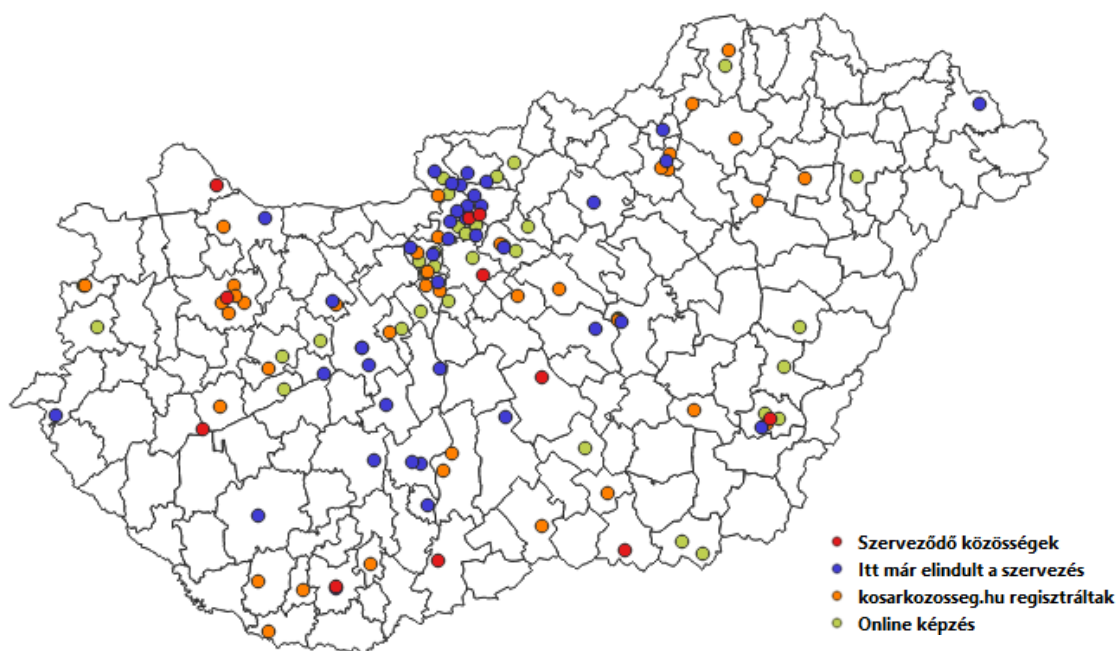 Szerveződő közösségek
Itt már elindult a szervezés
kosarkozosseg.hu regisztráltak
Online képzés